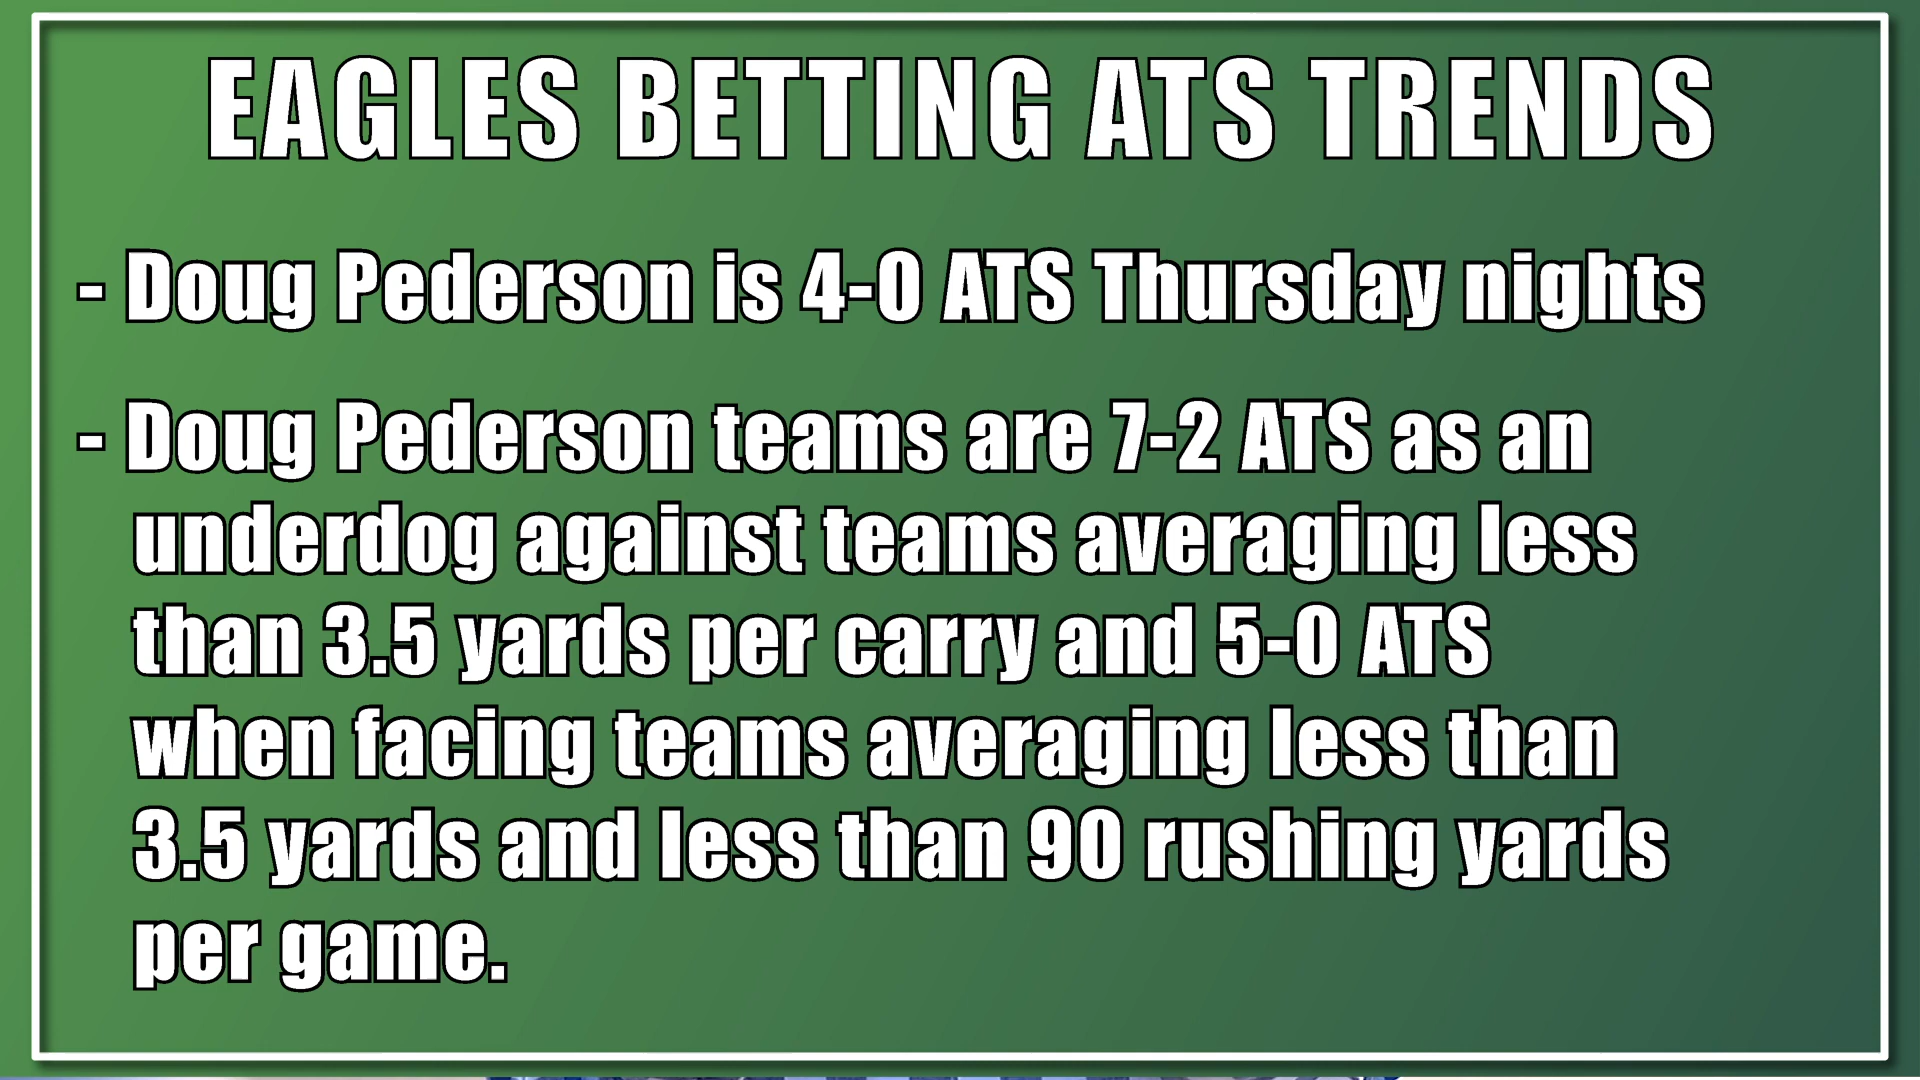 EAGLES BETTING ATS TRENDS
- Doug Pederson is 4-0 ATS Thursday nights
- Doug Pederson teams are 7-2 ATS as an
underdog against teams averaging less
than 3.5 yards per carry and 5-0 ATS
when facing teams averaging less than
3.5 yards and less than 90 rushing yards
per game.